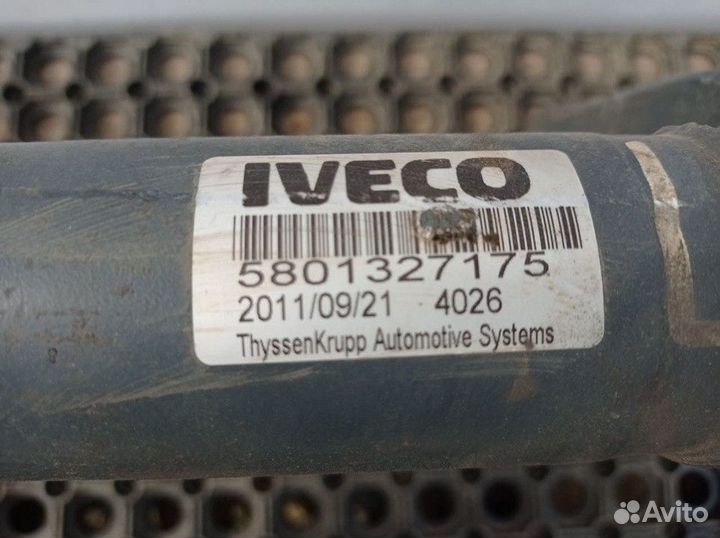 IVECO
5801327175
2011/09/21 4026
ThyssenKrupp Automotive Systems
Avito